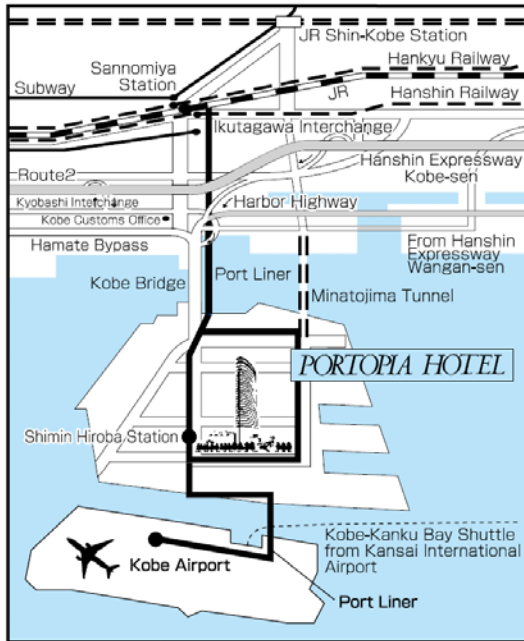 JR Shin-Kobe Station
Hankyu Railway
Sannomiya
Station
Subway
JR
Hanshin Railway
Ikutagawa Interchange
Route2
Hanshin Expressway
Kobe-sen
Kyobashi Interchange
Harbor Highway
Kobe Customs Office
Hamate Bypass
From Hanshin
Expressway
Wangan-sen
Kobe Bridge
Port Liner
Minatojima Tunnel
PORTOPIA HOTEL
Shimin Hiroba Station
Kobe-Kanku Bay Shuttle
from Kansai International
Airport
Kobe Airport
Port Liner